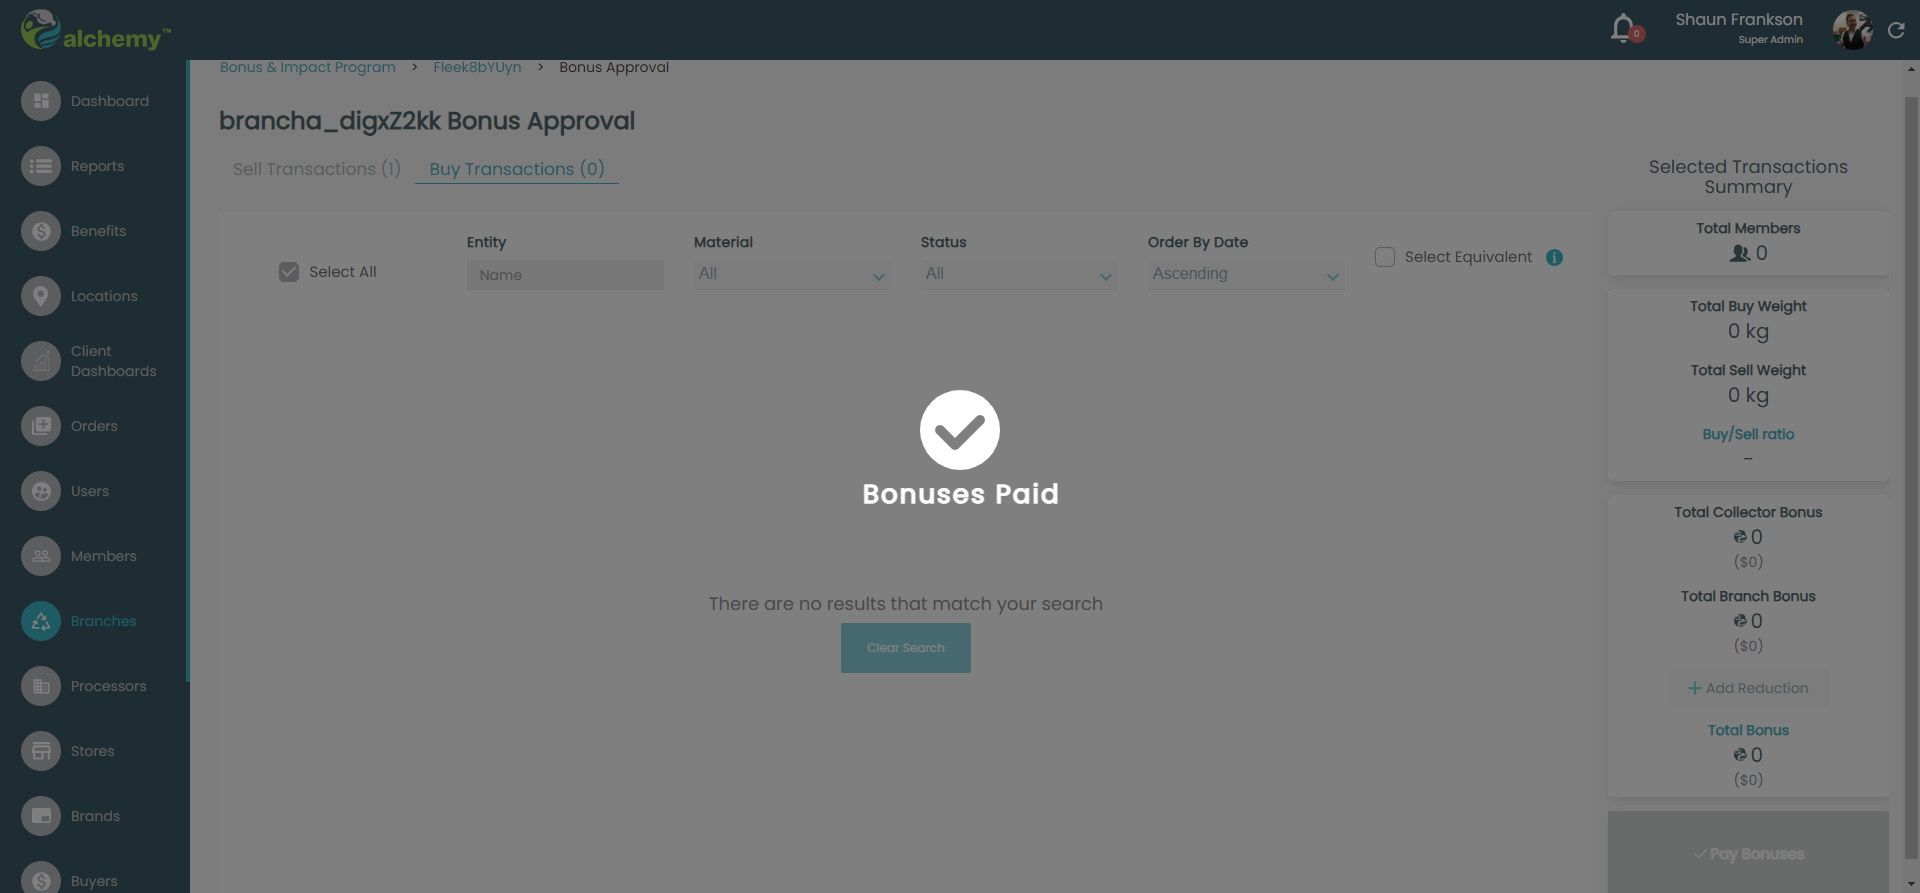 alchemy™
0
Shaun Frankson
Super Admin
Dashboard
Reports
Benefits
Locations
Client
Dashboards
Orders
Users
Members
Branches
Processors
Stores
Brands
Buyers
Bonus & Impact Program > Fleek8bYUyn > Bonus Approval
brancha_digxZ2kk Bonus Approval
Sell Transactions (1) Buy Transactions (0)
Select All
Entity
Name
Material
All
Status
All
Order By Date
Ascending
Select Equivalent
Bonuses Paid
There are no results that match your search
Clear Search
Selected Transactions
Summary
Total Members
0
Total Buy Weight
0 kg
Total Sell Weight
0 kg
Buy/Sell ratio
–
Total Collector Bonus
0
($0)
Total Branch Bonus
0
($0)
+ Add Reduction
Total Bonus
0
($0)
Pay Bonuses